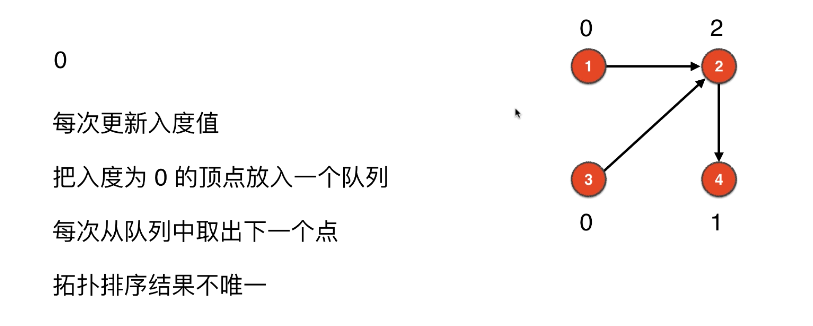 0
每次更新入度值
把入度为 0 的顶点放入一个队列
每次从队列中取出下一个点
拓扑排序结果不唯一
0 2
1 2
3 4
0 1